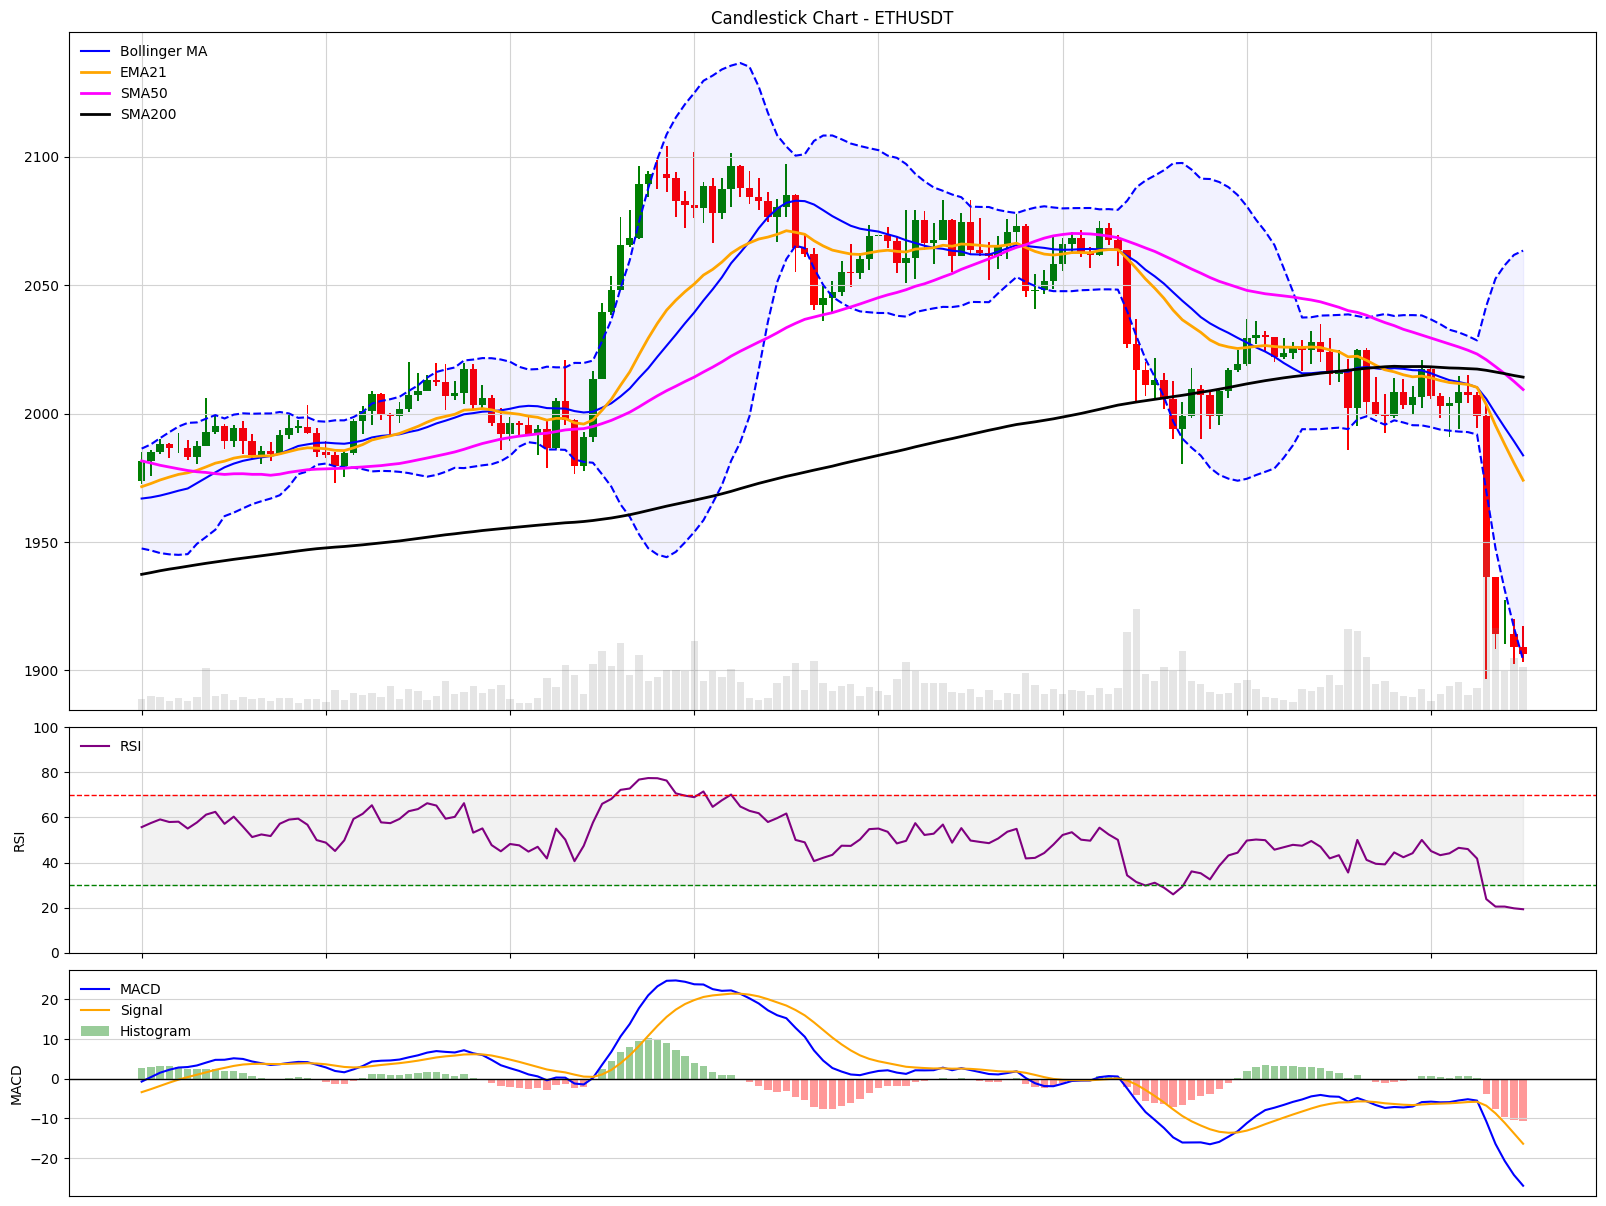 Candlestick Chart - ETHUSDT
Bollinger MA
EMA21
SMA50
SMA200
2100
2050
2000
1950
1900
RSI
100
80
60
40
20
0
RSI
MACD
Signal
Histogram
20
10
0
−10
−20
MACD